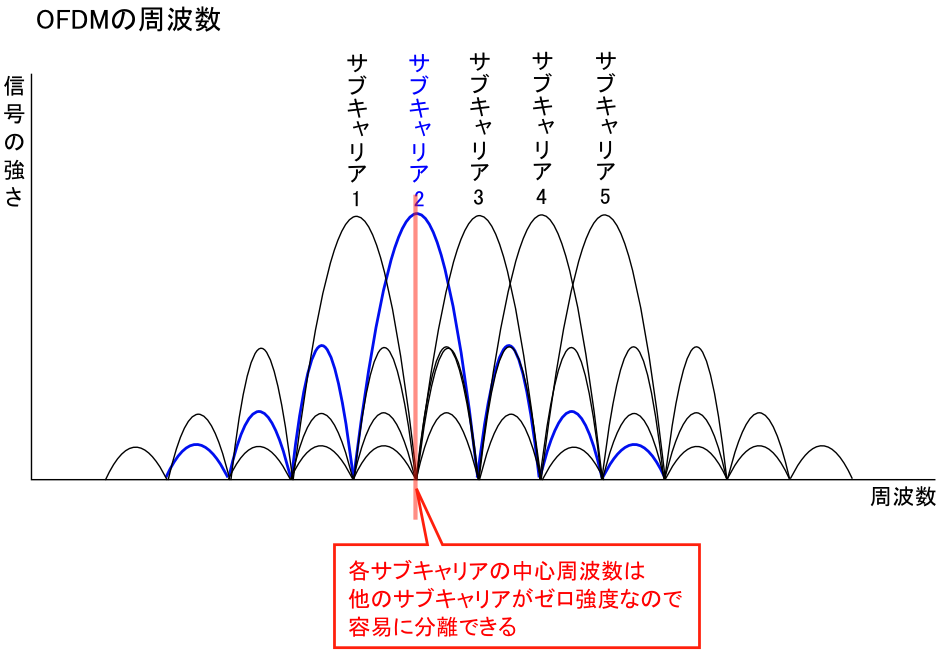 OFDMの周波数
信号の強さ
サブキャリア1
サブキャリア2
サブキャリア3
サブキャリア4
サブキャリア5
周波数
各サブキャリアの中心周波数は
他のサブキャリアがゼロ強度なので
容易に分離できる